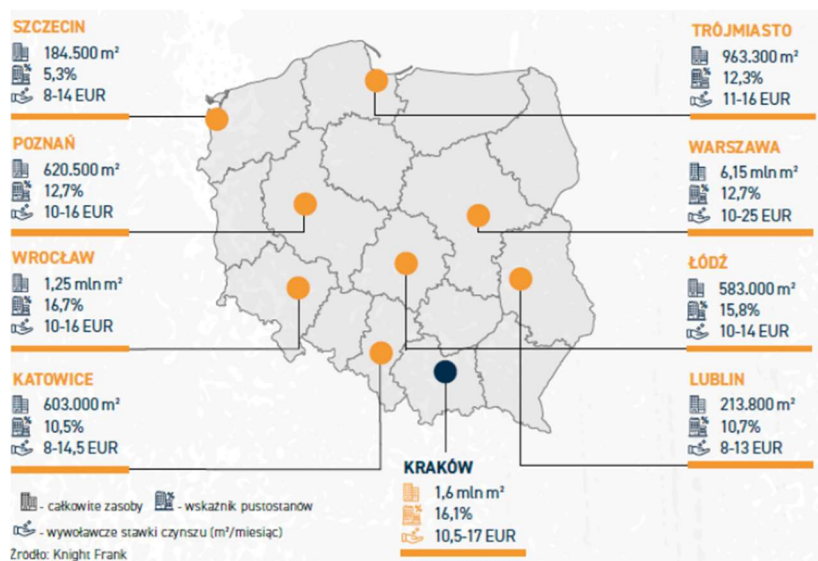 SZCZECIN
184.500 m²
5,3%
8-14 EUR
POZNAŃ
620.500 m²
12,7%
10-16 EUR
WROCŁAW
1,25 mln m²
16,7%
10-16 EUR
KATOWICE
603.000 m²
10,5%
8-14,5 EUR
TRÓJMIASTO
963.300 m²
12,3%
11-16 EUR
WARSZAWA
6,15 mln m²
12,7%
10-25 EUR
ŁÓDŹ
583.000 m²
15,8%
10-14 EUR
LUBLIN
213.800 m²
10,7%
8-13 EUR
KRAKÓW
1,6 mln m²
16,1%
10,5-17 EUR
- całkowite zasoby - wskaźnik pustostanów
- wywoławcze stawki czynszu (m²/miesiąc)
Źródło: Knight Frank